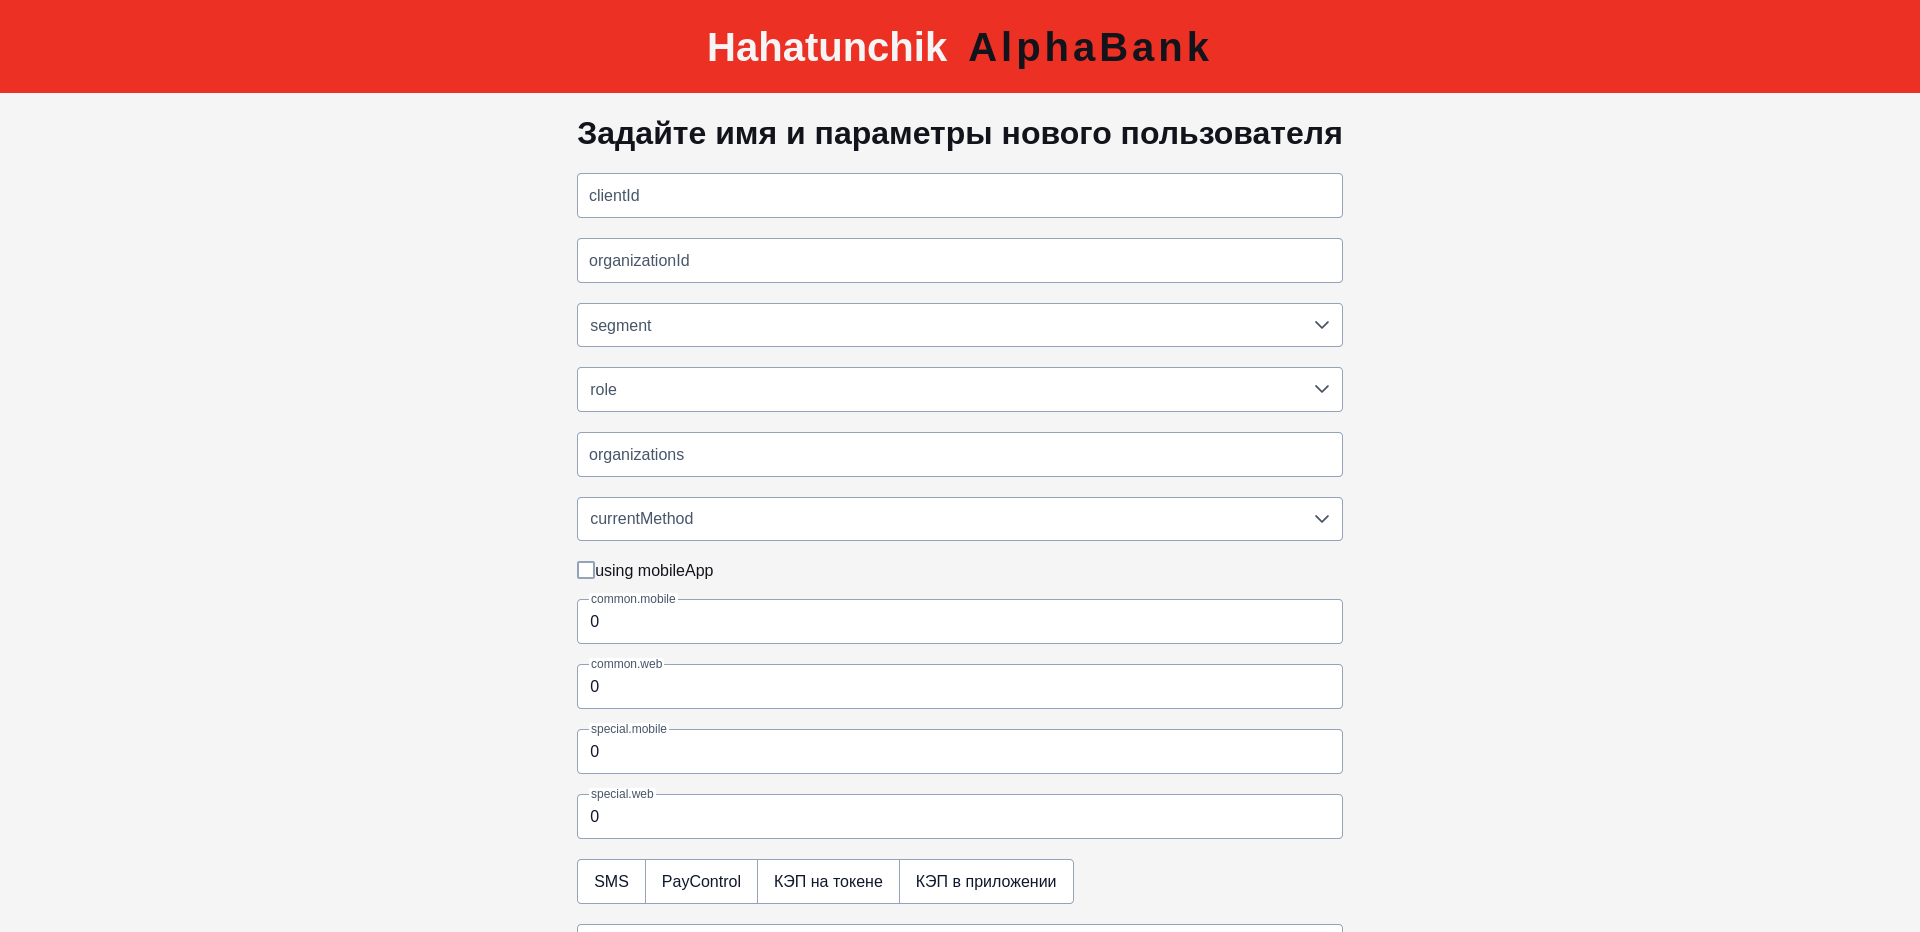 Hahatunchik AlphaBank
Задайте имя и параметры нового пользователя
clientId
organizationId
segment
role
organizations
currentMethod
using mobileApp
common.mobile
0
common.web
0
special.mobile
0
special.web
0
SMS PayControl КЭП на токене КЭП в приложении